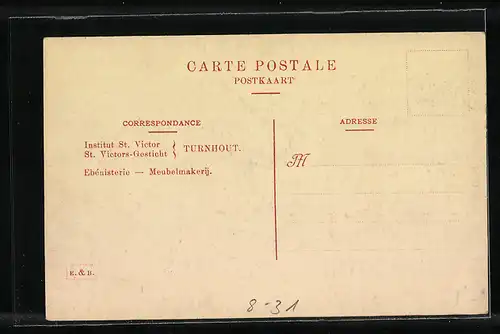 CARTE POSTALE
POSTKAART
CORRESPONDANCE
ADRESSE
Institut St. Victor
St. Victors-Gesticht
TURNHOUT.
Ebénisterie — Meubelmakerij.
E. & B.
8-31